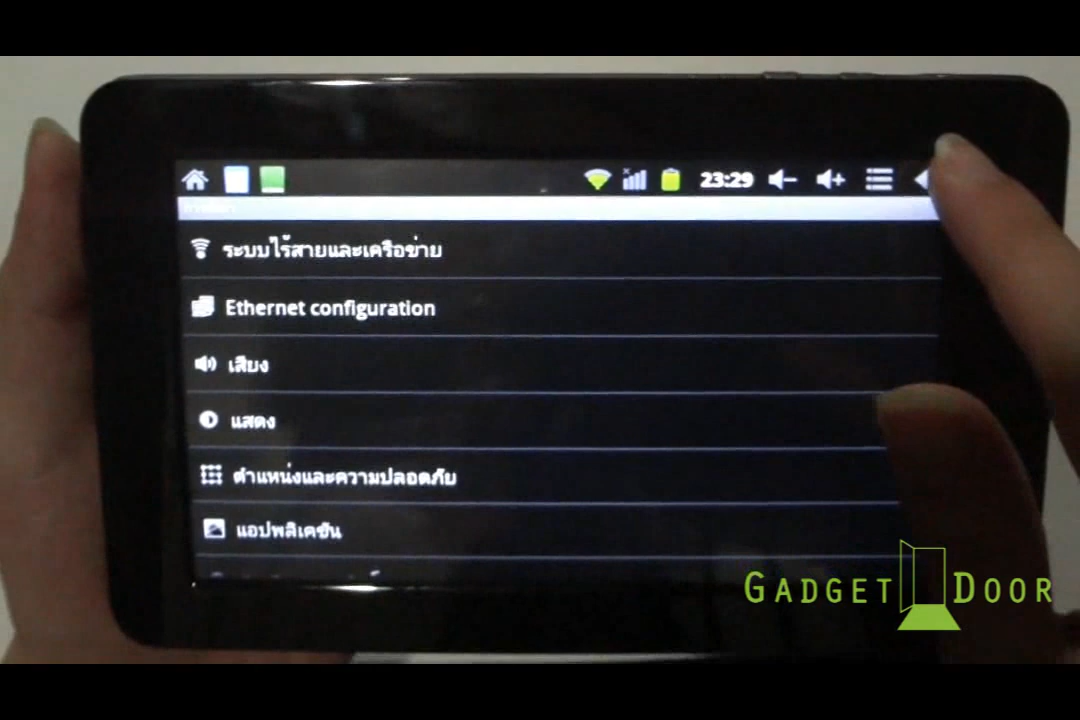 23:29
ระบบไร้สายและเครือข่าย
Ethernet configuration
เสียง
แสดง
ตำแหน่งและความปลอดภัย
แอปพลิเคชัน
GADGET DOOR